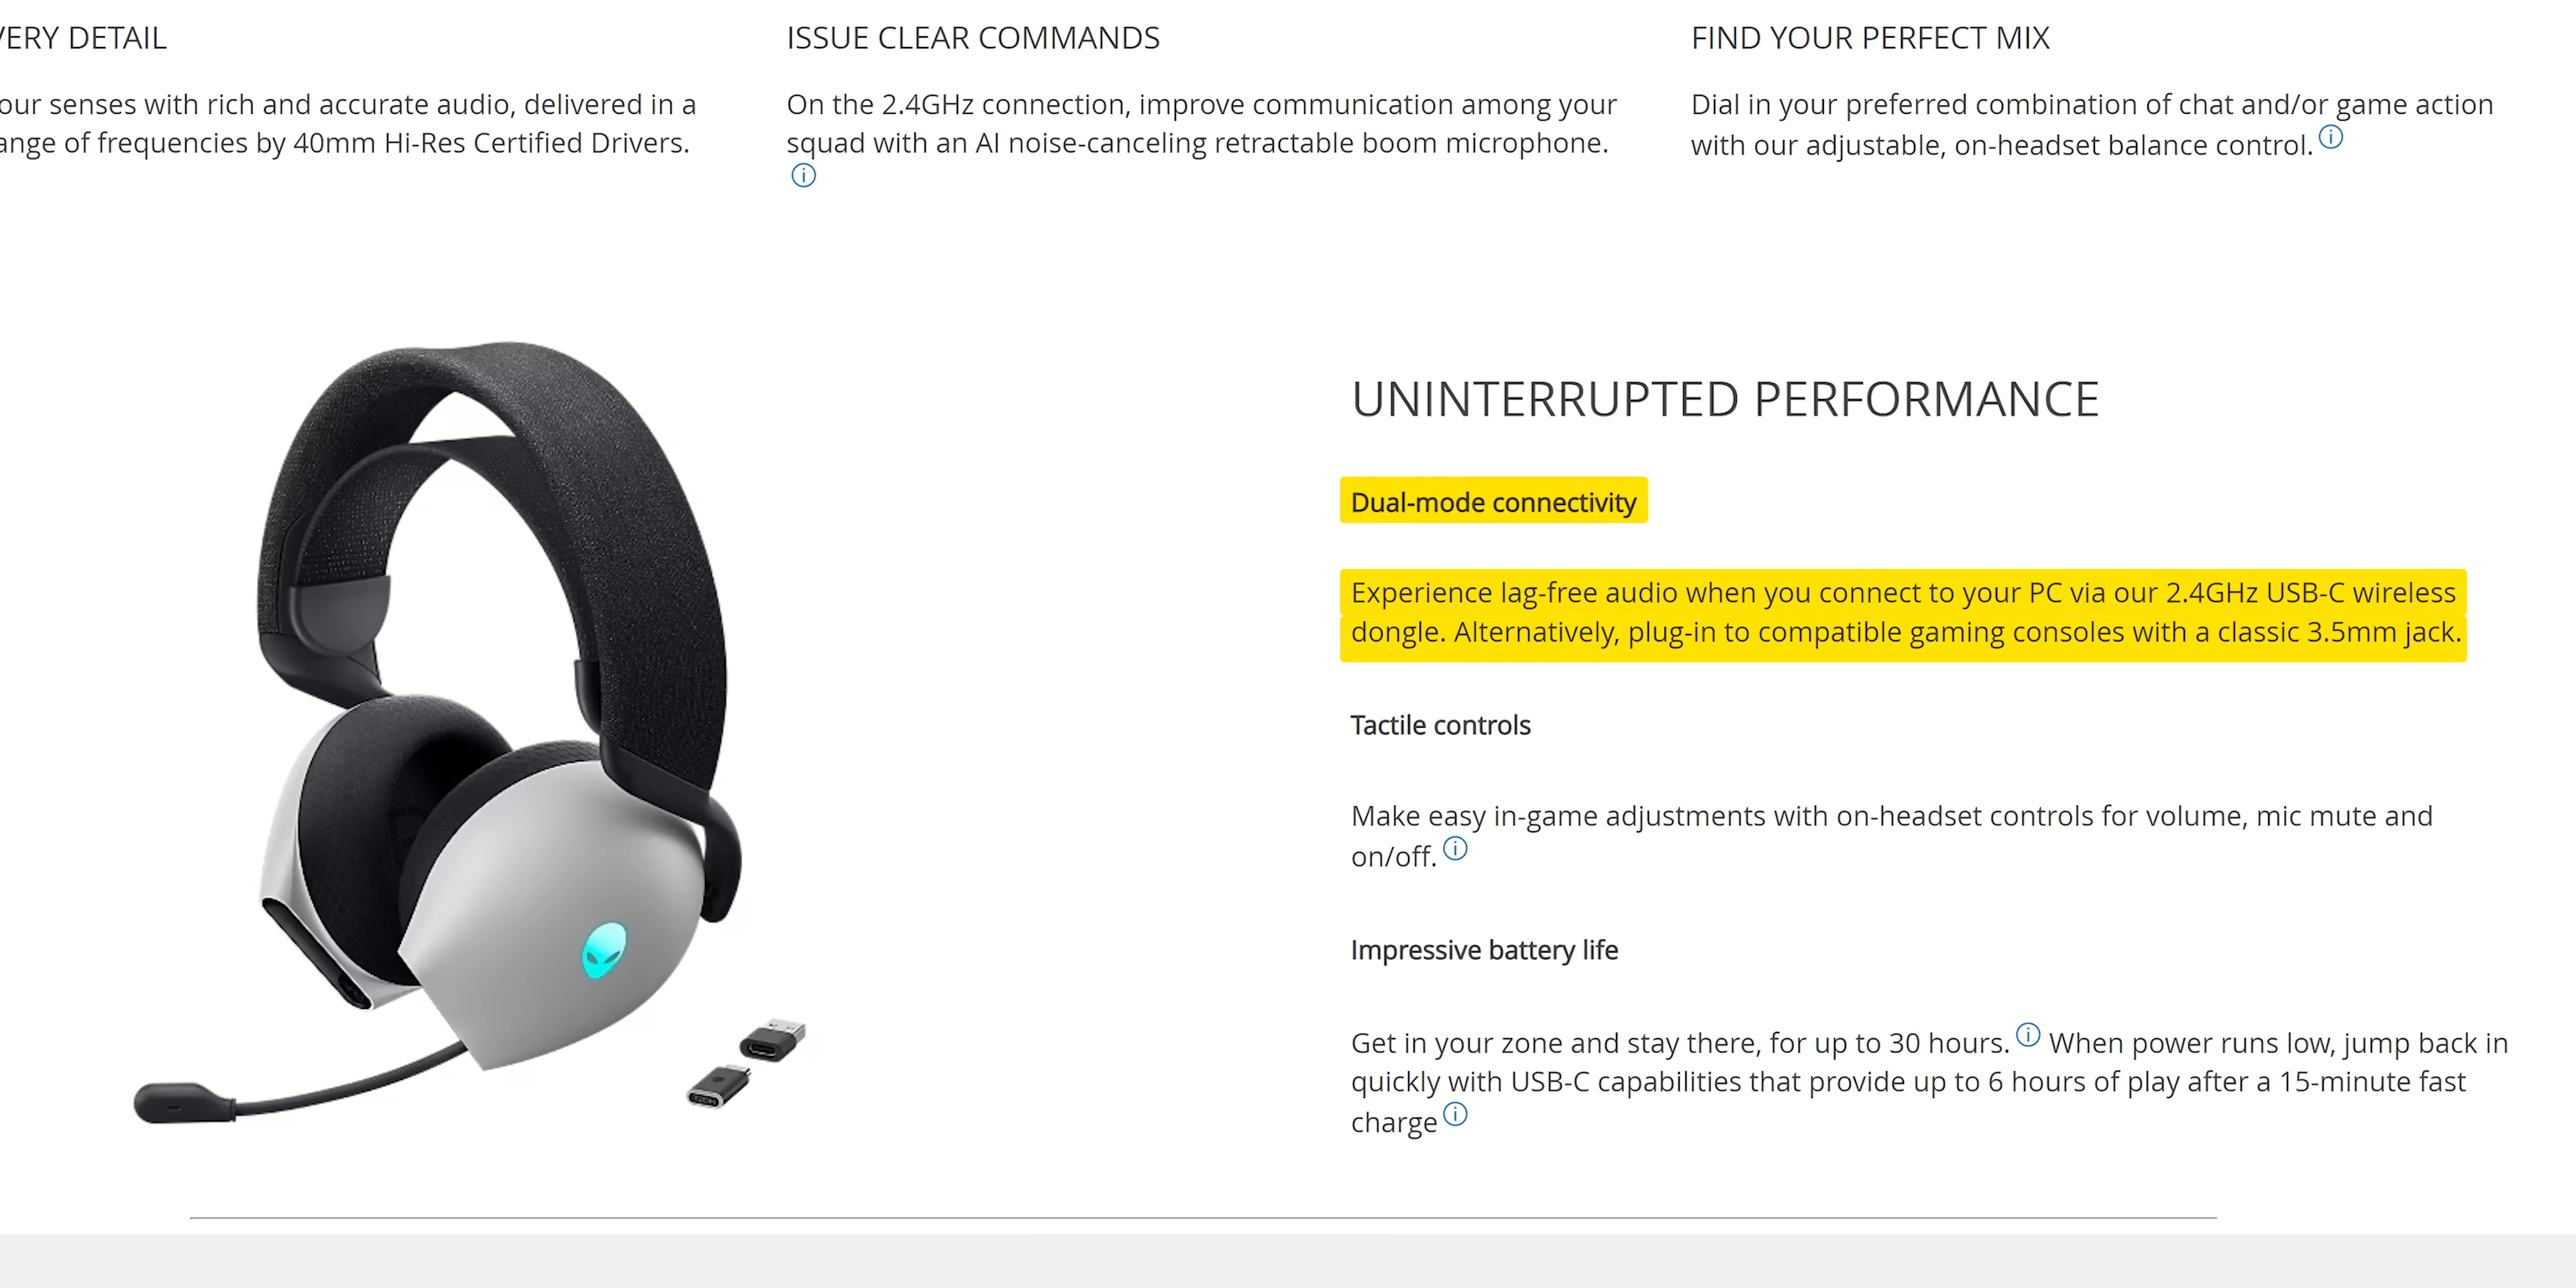 VERY DETAIL
our senses with rich and accurate audio, delivered in a
ange of frequencies by 40mm Hi-Res Certified Drivers.
ISSUE CLEAR COMMANDS
On the 2.4GHz connection, improve communication among your
squad with an AI noise-canceling retractable boom microphone.
FIND YOUR PERFECT MIX
Dial in your preferred combination of chat and/or game action
with our adjustable, on-headset balance control.
UNINTERRUPTED PERFORMANCE
Dual-mode connectivity
Experience lag-free audio when you connect to your PC via our 2.4GHz USB-C wireless
dongle. Alternatively, plug-in to compatible gaming consoles with a classic 3.5mm jack.
Tactile controls
Make easy in-game adjustments with on-headset controls for volume, mic mute and
on/off.
Impressive battery life
Get in your zone and stay there, for up to 30 hours. When power runs low, jump back in
quickly with USB-C capabilities that provide up to 6 hours of play after a 15-minute fast
charge